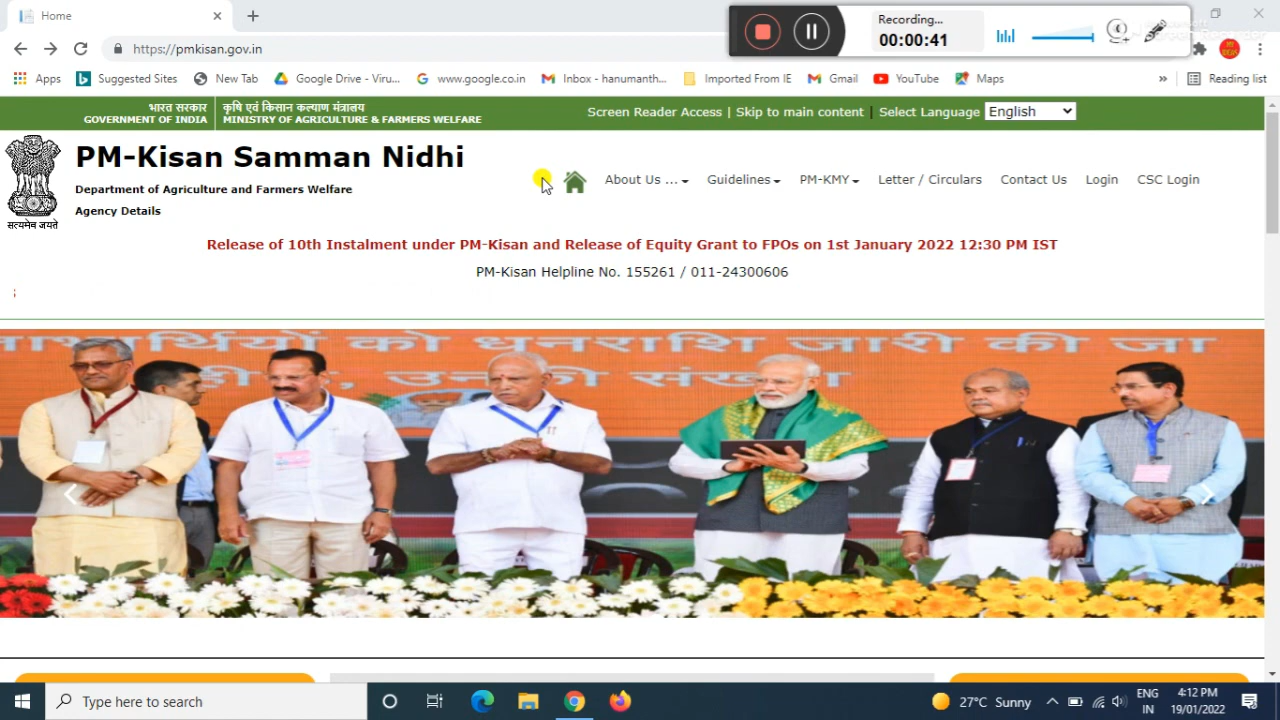 Home
Recording...
00:00:41
https://pmkisan.gov.in
Apps
Suggested Sites
New Tab
Google Drive - Viru...
www.google.co.in
Inbox - hanumanth...
Imported From IE
Gmail
YouTube
Maps
»
Reading list
भारत सरकार
GOVERNMENT OF INDIA
कृषि एवं किसान कल्याण मंत्रालय
MINISTRY OF AGRICULTURE & FARMERS WELFARE
Screen Reader Access | Skip to main content | Select Language English
PM-Kisan Samman Nidhi
Department of Agriculture and Farmers Welfare
Agency Details
सत्यमेव जयते
About Us ...
Guidelines
PM-KMY
Letter / Circulars
Contact Us
Login
CSC Login
Release of 10th Instalment under PM-Kisan and Release of Equity Grant to FPOs on 1st January 2022 12:30 PM IST
PM-Kisan Helpline No. 155261 / 011-24300606
को धनराशि जारी की जा
उनकी संख्या
Type here to search
27°C Sunny
ENG
IN
4:12 PM
19/01/2022